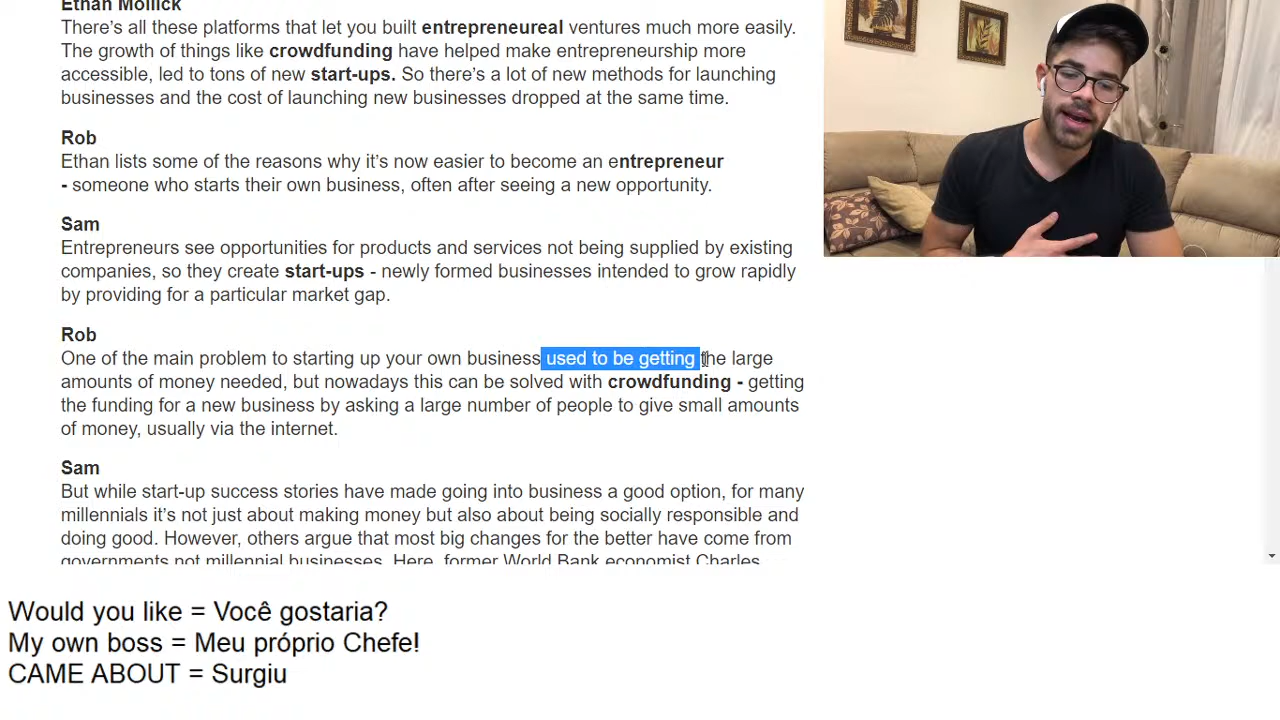 Ethan Mollick
There’s all these platforms that let you built entrepreneureal ventures much more easily.
The growth of things like crowdfunding have helped make entrepreneurship more
accessible, led to tons of new start-ups. So there’s a lot of new methods for launching
businesses and the cost of launching new businesses dropped at the same time.
Rob
Ethan lists some of the reasons why it’s now easier to become an entrepreneur
- someone who starts their own business, often after seeing a new opportunity.
Sam
Entrepreneurs see opportunities for products and services not being supplied by existing
companies, so they create start-ups - newly formed businesses intended to grow rapidly
by providing for a particular market gap.
Rob
One of the main problem to starting up your own business used to be getting the large
amounts of money needed, but nowadays this can be solved with crowdfunding - getting
the funding for a new business by asking a large number of people to give small amounts
of money, usually via the internet.
Sam
But while start-up success stories have made going into business a good option, for many
millennials it’s not just about making money but also about being socially responsible and
doing good. However, others argue that most big changes for the better have come from
governments not millennial businesses. Here, former World Bank economist Charles
Would you like = Você gostaria?
My own boss = Meu próprio Chefe!
CAME ABOUT = Surgiu